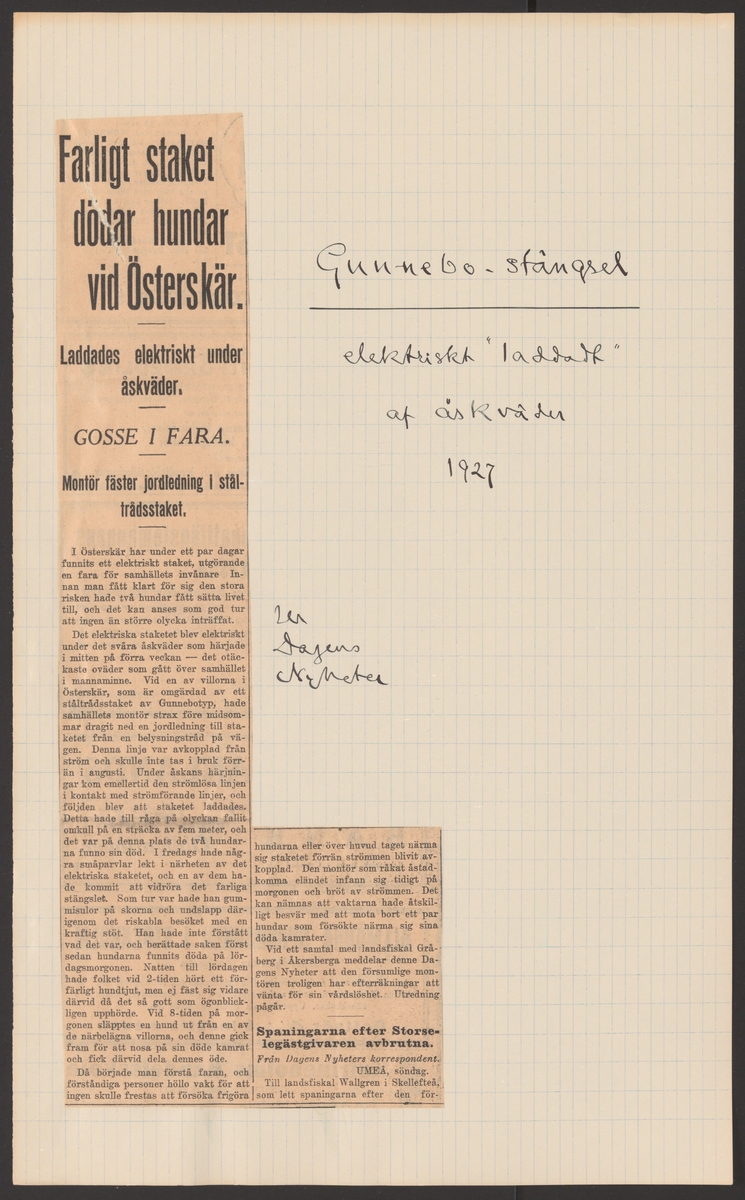 Farligt staket
dödar hundar
vid Österskär.
Laddades elektriskt under
åskväder.
GOSSE I FARA.
Montör fäster jordledning i stål-
trådsstaket.
I Österskär har under ett par dagar
funnits ett elektriskt staket, utgörande
en fara för samhällets invånare In-
nan man fått klart för sig den stora
risken hade två hundar fått sätta livet
till, och det kan anses som god tur
att ingen än större olycka inträffat.
Det elektriska staketet blev elektriskt
under det svåra åskväder som härjade
i mitten på förra veckan — det otäc-
kaste oväder som gått över samhället
i mannaminne. Vid en av villorna i
Österskär, som är omgärdad av ett
ståltrådsstaket av Gunnebotyp, hade
samhällets montör strax före midsom-
mar dragit ned en jordledning till sta-
ketet från en belysningstråd på vä-
gen. Denna linje var avkopplad från
ström och skulle inte tas i bruk förr-
än i augusti. Under åskans härjnin-
gar kom emellertid den strömlösa linjen
i kontakt med strömförande linjer, och
följden blev att staketet laddades.
Detta hade till råga på olyckan fallit
omkull på en sträcka av fem meter, och
det var på denna plats de två hundar-
na funno sin död. I fredags hade någ-
ra småparvlar lekt i närheten av det
elektriska staketet, och en av dem ha-
de kommit att vidröra det farliga
stängslet. Som tur var hade han gum-
misulor på skorna och undslapp där-
igenom det riskabla besöket med en
kraftig stöt. Han hade inte förstått
vad det var, och berättade saken först
sedan hundarna funnits döda på lör-
dagsmorgonen. Natten till lördagen
hade folket vid 2-tiden hört ett för-
färligt hundtjut, men ej fäst sig vidare
därvid då det så gott som ögonblick-
ligen upphörde. Vid 8-tiden på mor-
gonen släpptes en hund ut från en av
de närbelägna villorna, och denne gick
fram för att nosa på sin döde kamrat
och fick därvid dela dennes öde.
Då började man förstå faran, och
förståndiga personer höllo vakt för att
ingen skulle frestas att försöka frigöra
hundarna eller över huvud taget närma
sig staketet förrän strömmen blivit av-
kopplad. Den montör som råkat åstad-
komma eländet infann sig tidigt på
morgonen och bröt av strömmen. Det
kan nämnas att vaktarna hade åtskil-
ligt besvär med att mota bort ett par
hundar som försökte närma sig sina
döda kamrater.
Vid ett samtal med landsfiskal Grå-
berg i Åkersberga meddelar denne Da-
gens Nyheter att den försumlige mon-
tören troligen har efterräkningar att
vänta för sin vårdslöshet. Utredning
pågår.
Spaningarna efter Storse-
legästgivaren avbrutna.
Från Dagens Nyheters korrespondent.
UMEÅ, söndag.
Till landsfiskal Wallgren i Skellefteå,
som lett spaningarna efter den för-
Gunnebo-stängsel
elektriskt "laddadt"
af åskväder
1927
ur
Dagens
Nyheter